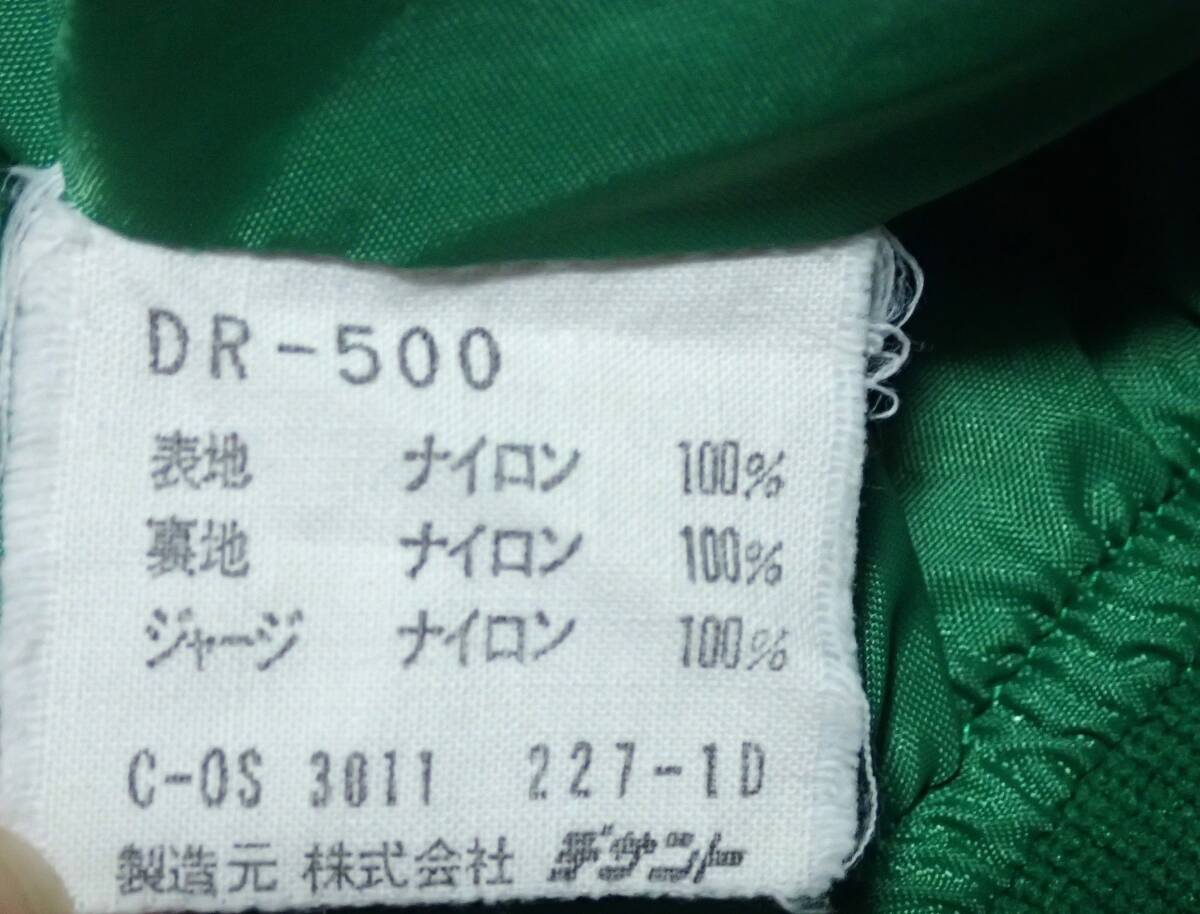 DR-500
表地 ナイロン 100%
裏地 ナイロン 100%
ジャージ ナイロン 100%
C-OS 3011 227-1D
製造元 株式会社 デサント